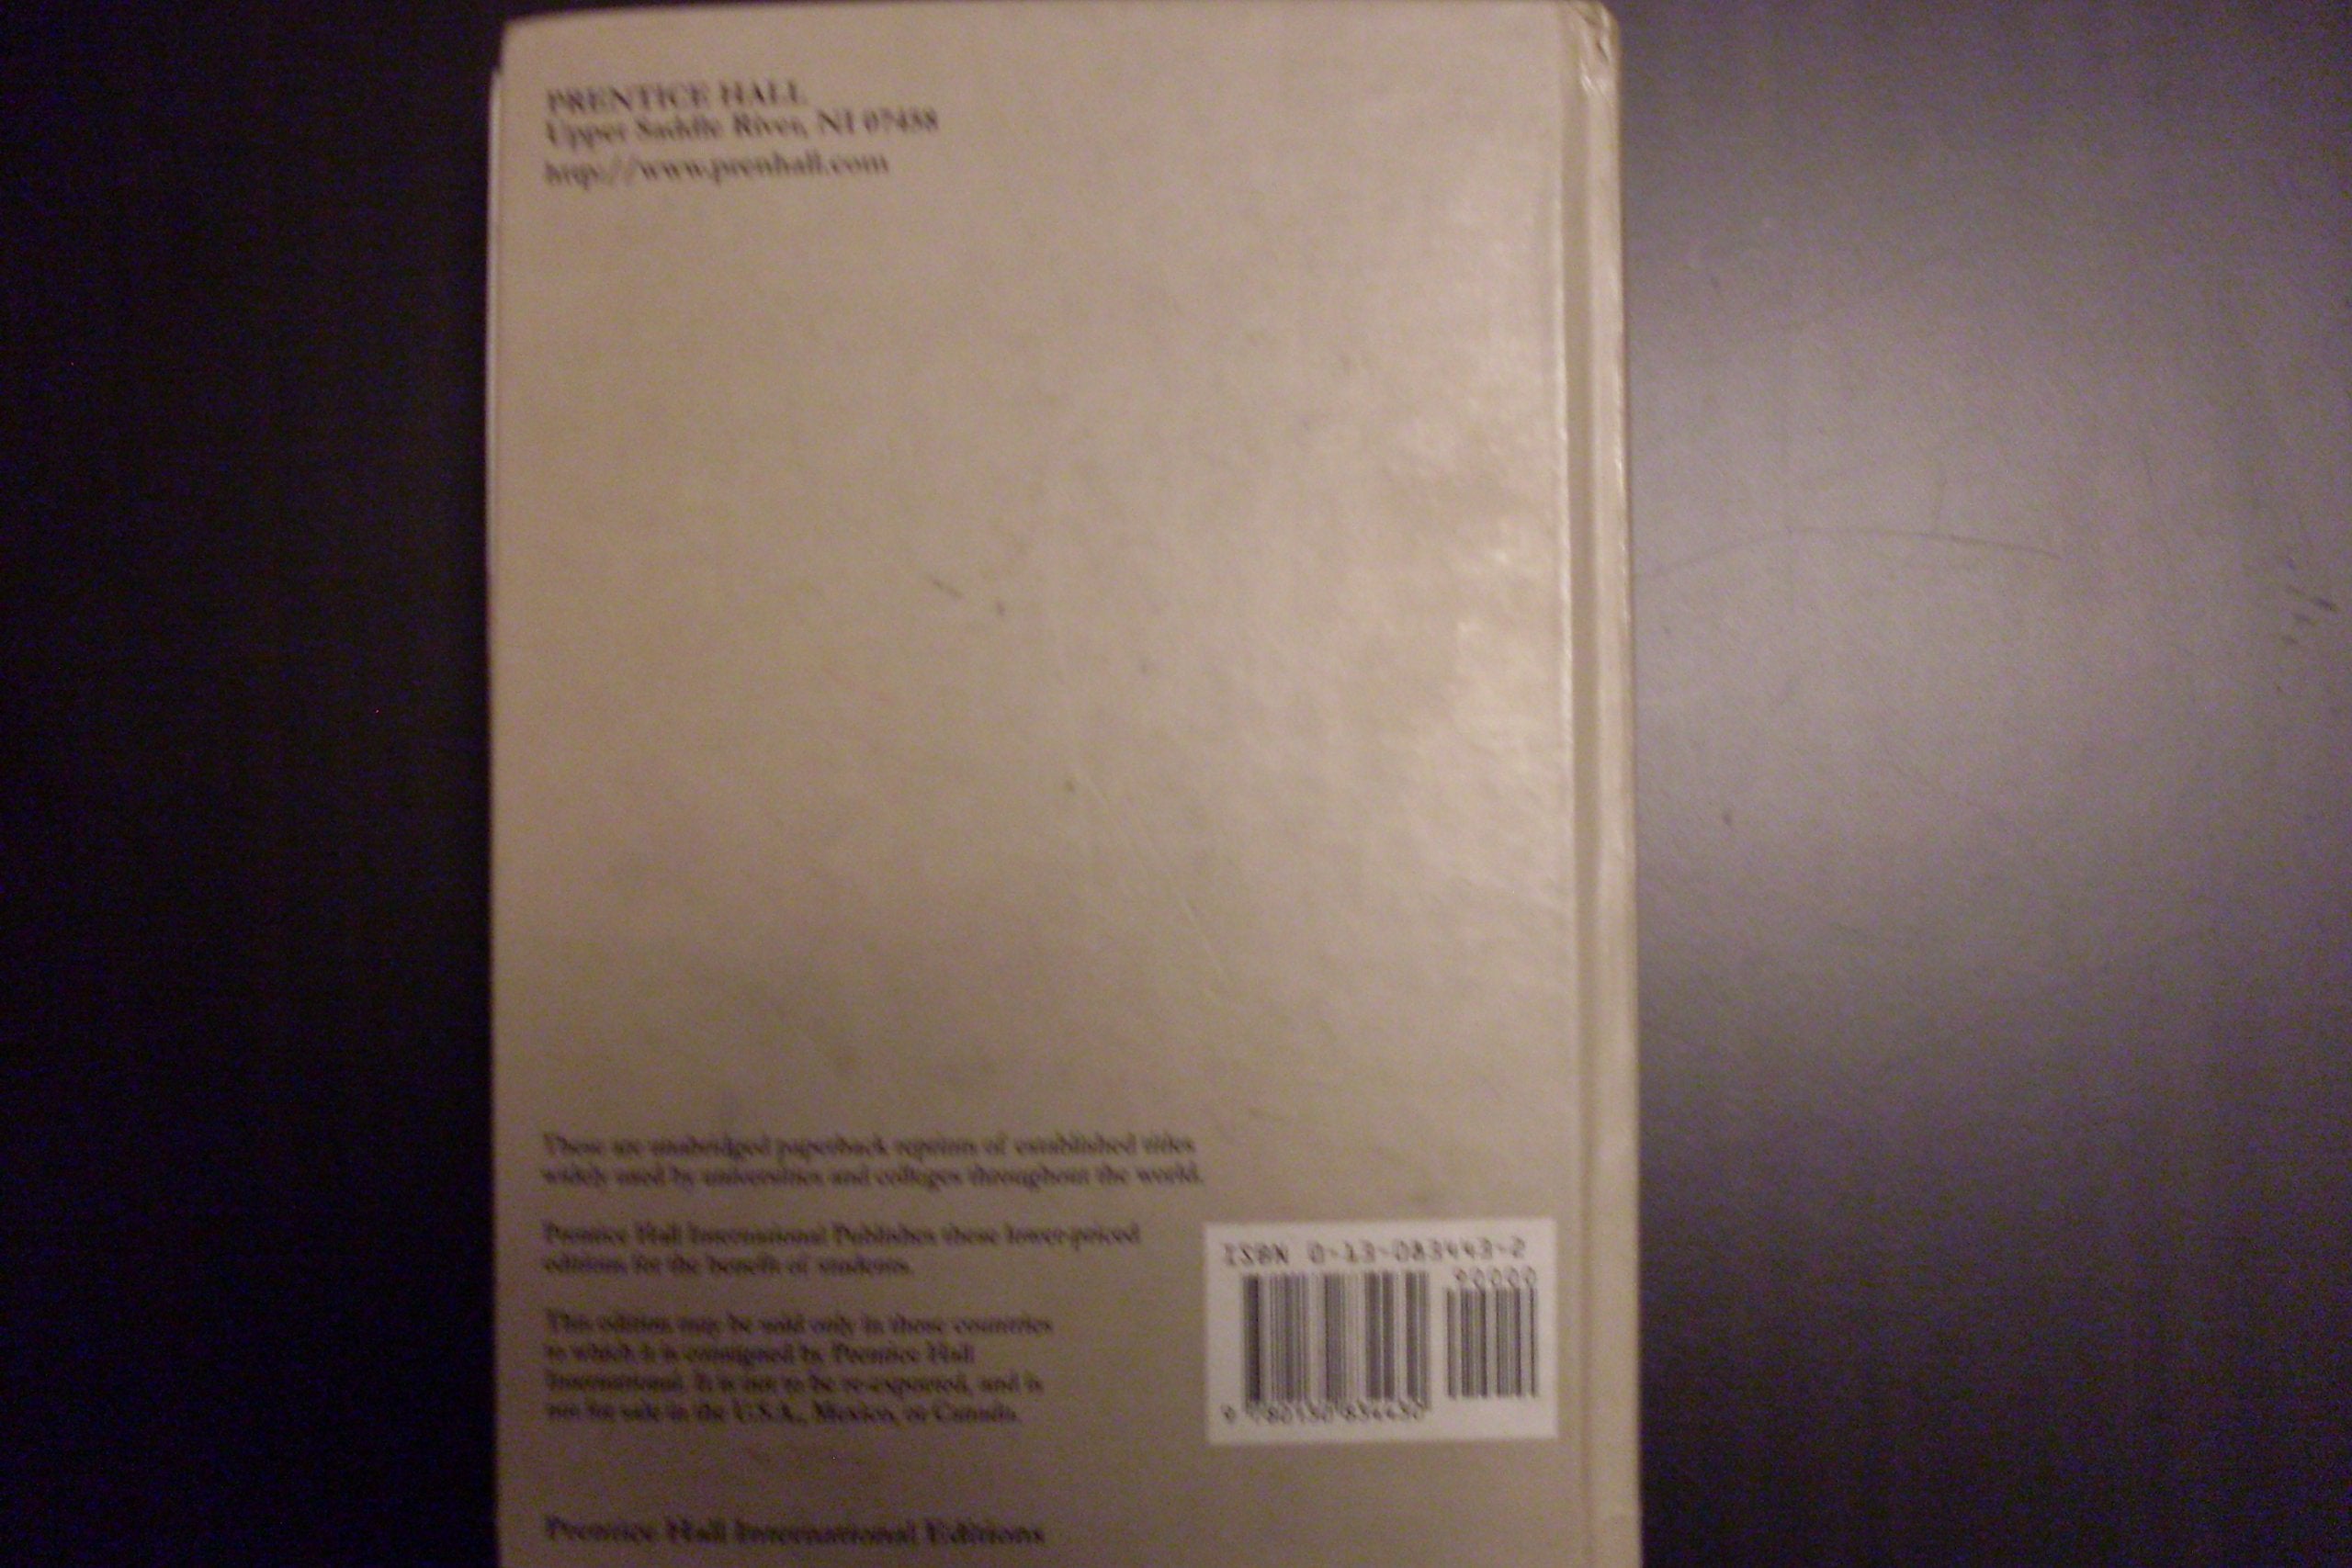 PRENTICE HALL
Upper Saddle River, NJ 07458
http://www.prenhall.com
These are unabridged paperback reprints of established titles
widely used by universities and colleges throughout the world.
Prentice Hall International Publishes these lower-priced
editions for the benefit of students.
This edition may be sold only in those countries
to which it is consigned by Prentice Hall
International. It is not to be re-exported, and is
not for sale in the U.S.A., Mexico, or Canada.
ISBN 0-13-083443-2
90000
9 780130 834430
Prentice Hall International Editions